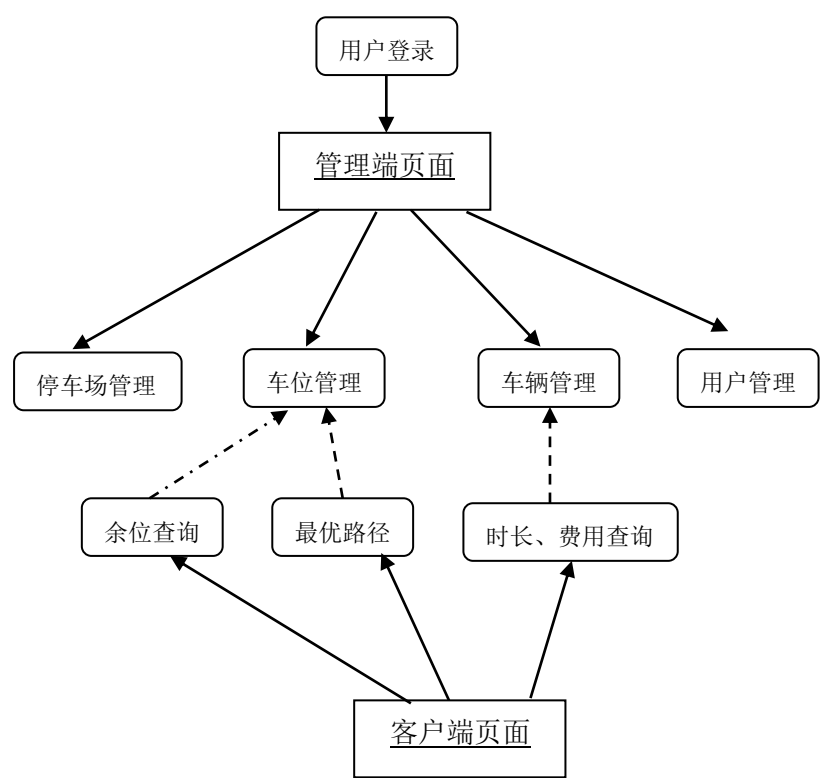 用户登录
管理端页面
停车场管理
车位管理
车辆管理
用户管理
余位查询
最优路径
时长、费用查询
客户端页面